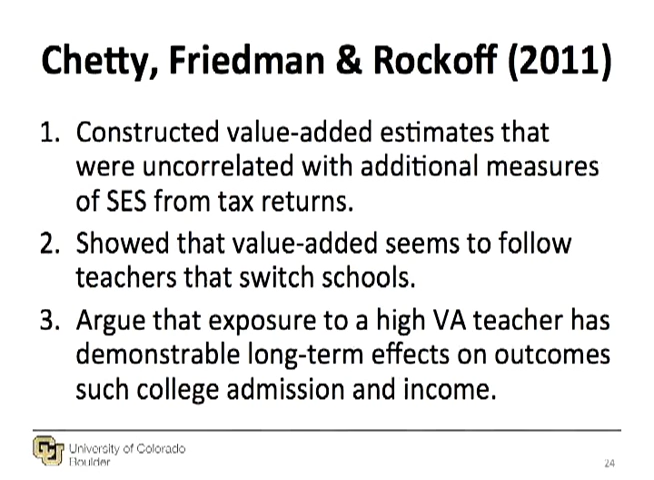 Chetty, Friedman & Rockoff (2011)
1. Constructed value-added estimates that
were uncorrelated with additional measures
of SES from tax returns.
2. Showed that value-added seems to follow
teachers that switch schools.
3. Argue that exposure to a high VA teacher has
demonstrable long-term effects on outcomes
such college admission and income.
University of Colorado
Boulder
24